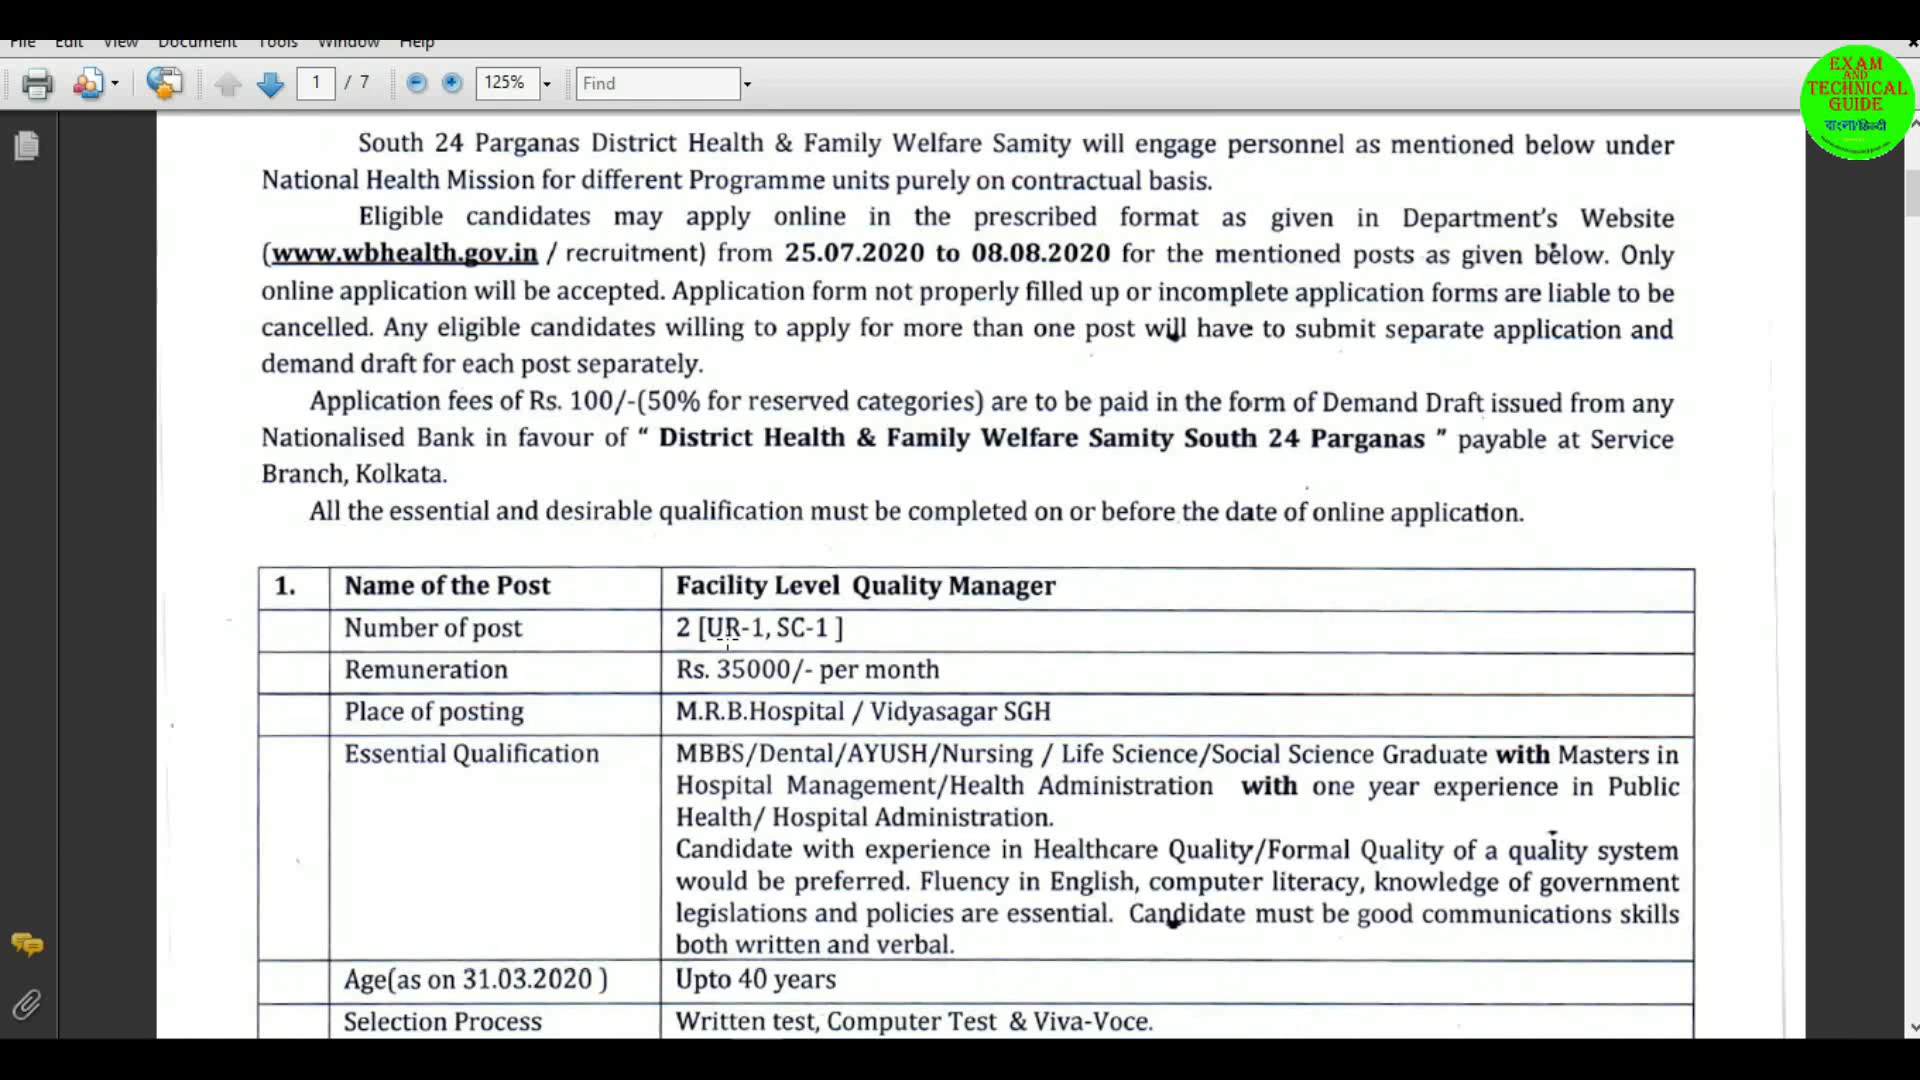 File Edit View Document Tools Window Help
1 / 7 125% Find
EXAM
AND
TECHNICAL
GUIDE
বাংলা/हिन्दी
South 24 Parganas District Health & Family Welfare Samity will engage personnel as mentioned below under
National Health Mission for different Programme units purely on contractual basis.
Eligible candidates may apply online in the prescribed format as given in Department's Website
(www.wbhealth.gov.in / recruitment) from 25.07.2020 to 08.08.2020 for the mentioned posts as given below. Only
online application will be accepted. Application form not properly filled up or incomplete application forms are liable to be
cancelled. Any eligible candidates willing to apply for more than one post will have to submit separate application and
demand draft for each post separately.
Application fees of Rs. 100/-(50% for reserved categories) are to be paid in the form of Demand Draft issued from any
Nationalised Bank in favour of “ District Health & Family Welfare Samity South 24 Parganas ” payable at Service
Branch, Kolkata.
All the essential and desirable qualification must be completed on or before the date of online application.
1. Name of the Post Facility Level Quality Manager
Number of post 2 [UR-1, SC-1 ]
Remuneration Rs. 35000/- per month
Place of posting M.R.B.Hospital / Vidyasagar SGH
Essential Qualification MBBS/Dental/AYUSH/Nursing / Life Science/Social Science Graduate with Masters in
Hospital Management/Health Administration with one year experience in Public
Health/ Hospital Administration.
Candidate with experience in Healthcare Quality/Formal Quality of a quality system
would be preferred. Fluency in English, computer literacy, knowledge of government
legislations and policies are essential. Candidate must be good communications skills
both written and verbal.
Age(as on 31.03.2020 ) Upto 40 years
Selection Process Written test, Computer Test & Viva-Voce.